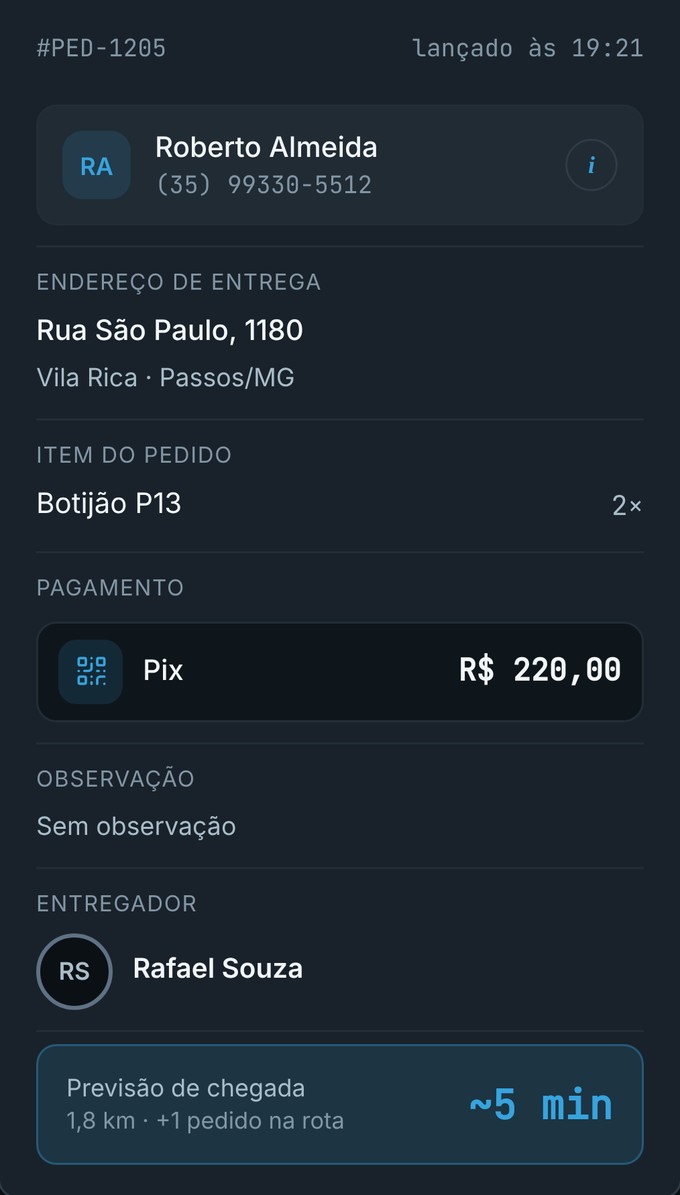 #PED-1205 lançado às 19:21
RA
Roberto Almeida
(35) 99330-5512
i
ENDEREÇO DE ENTREGA
Rua São Paulo, 1180
Vila Rica · Passos/MG
ITEM DO PEDIDO
Botijão P13 2×
PAGAMENTO
Pix R$ 220,00
OBSERVAÇÃO
Sem observação
ENTREGADOR
RS Rafael Souza
Previsão de chegada
1,8 km · +1 pedido na rota
~5 min